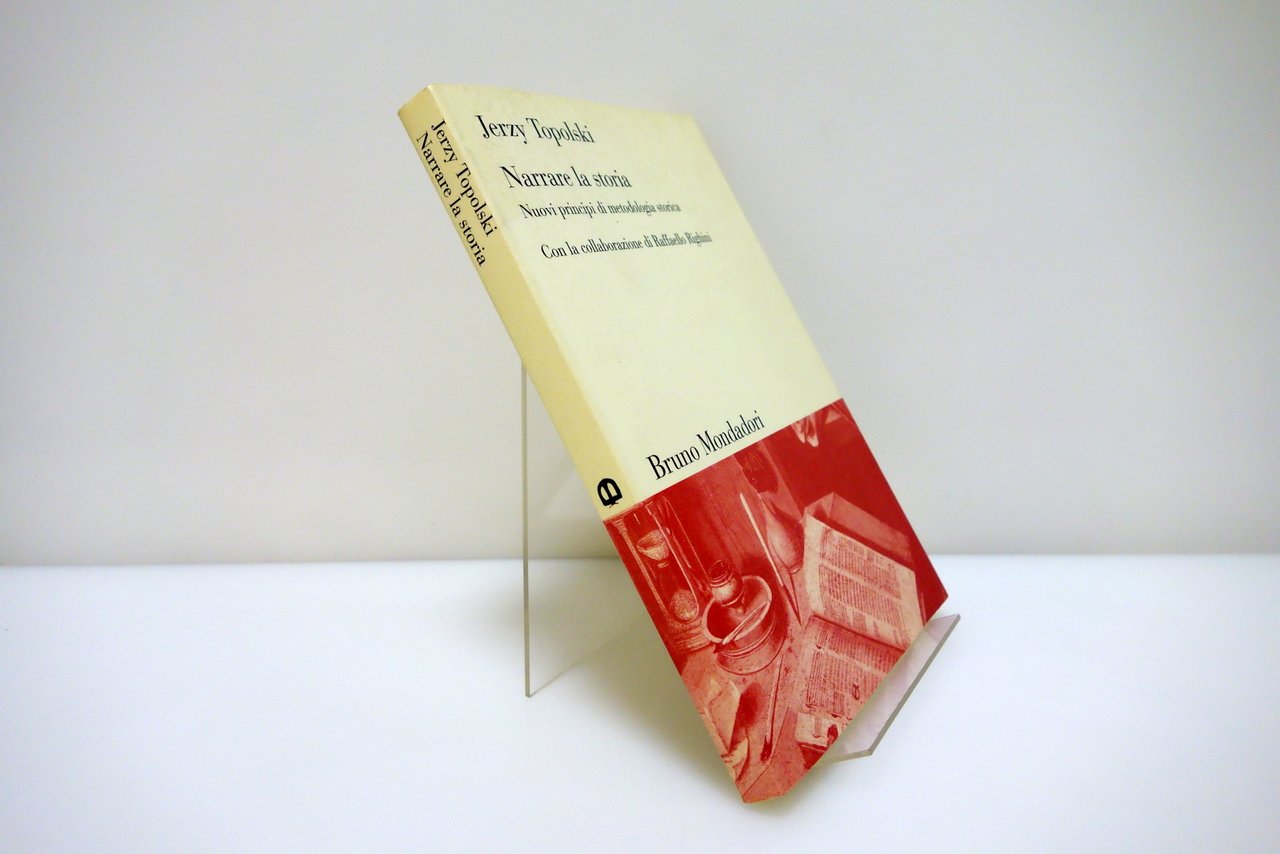 Jerzy Topolski
Narrare la storia
Nuovi principi di metodologia storica
Con la collaborazione di Raffaello Righini
Bruno Mondadori
Jerzy Topolski
Narrare la storia
B